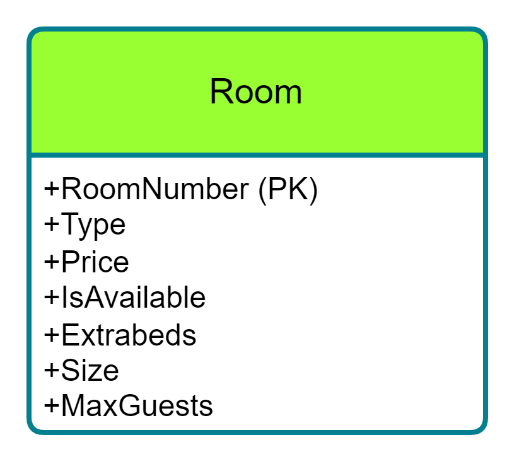 Room
+RoomNumber (PK)
+Type
+Price
+IsAvailable
+Extrabeds
+Size
+MaxGuests